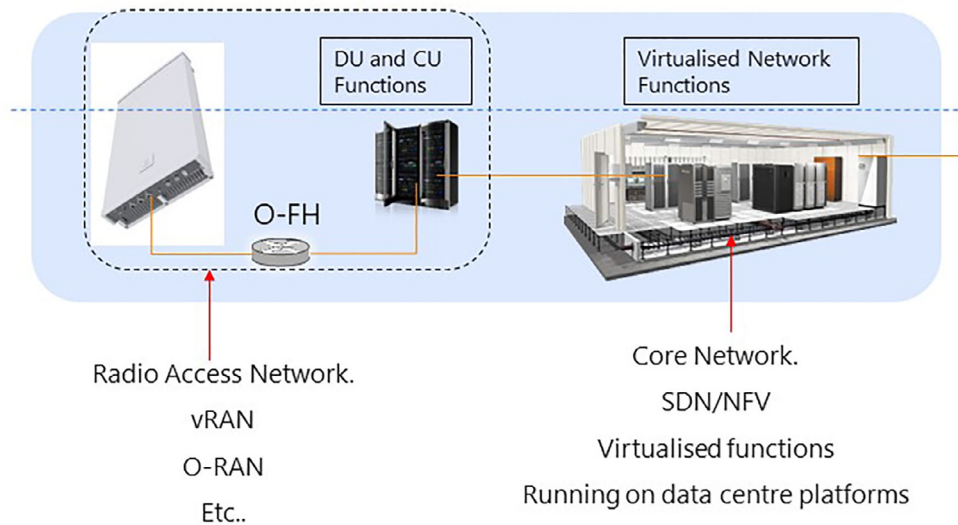 DU and CU
Functions
Virtualised Network
Functions
O-FH
Radio Access Network.
vRAN
O-RAN
Etc..
Core Network.
SDN/NFV
Virtualised functions
Running on data centre platforms